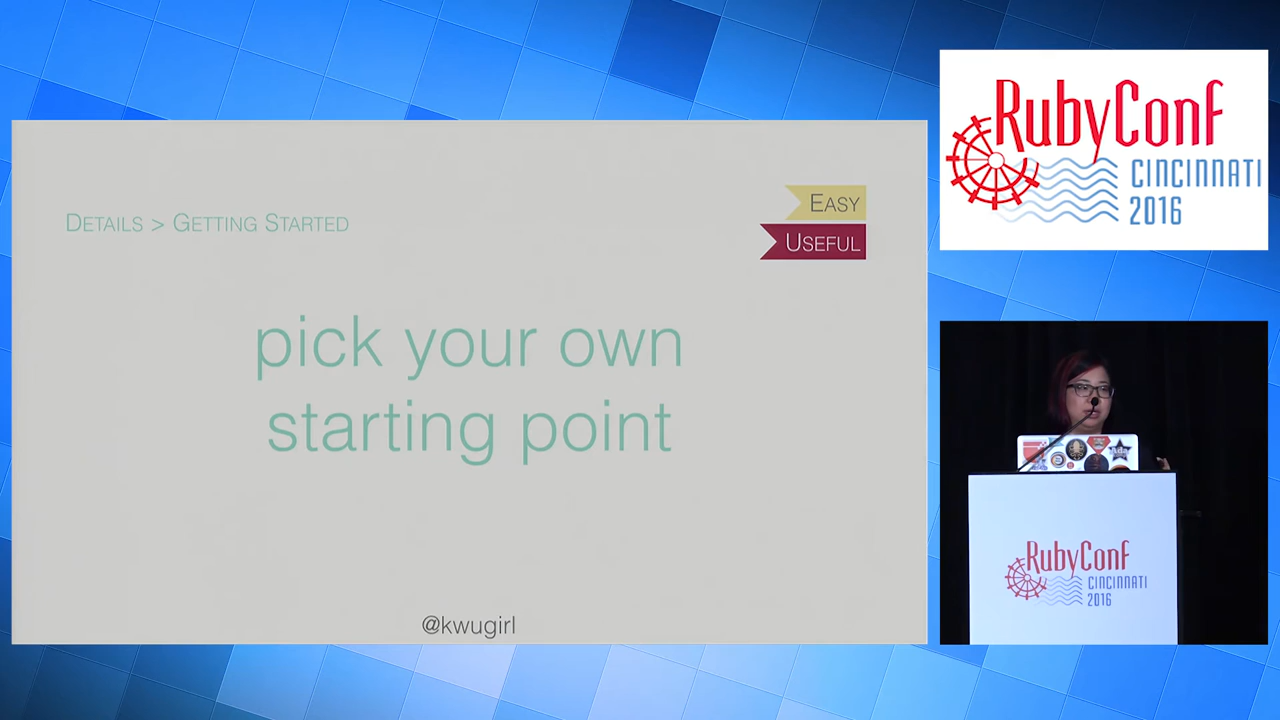 DETAILS > GETTING STARTED
EASY
USEFUL
pick your own
starting point
@kwugirl
RubyConf
CINCINNATI
2016
RubyConf
CINCINNATI
2016